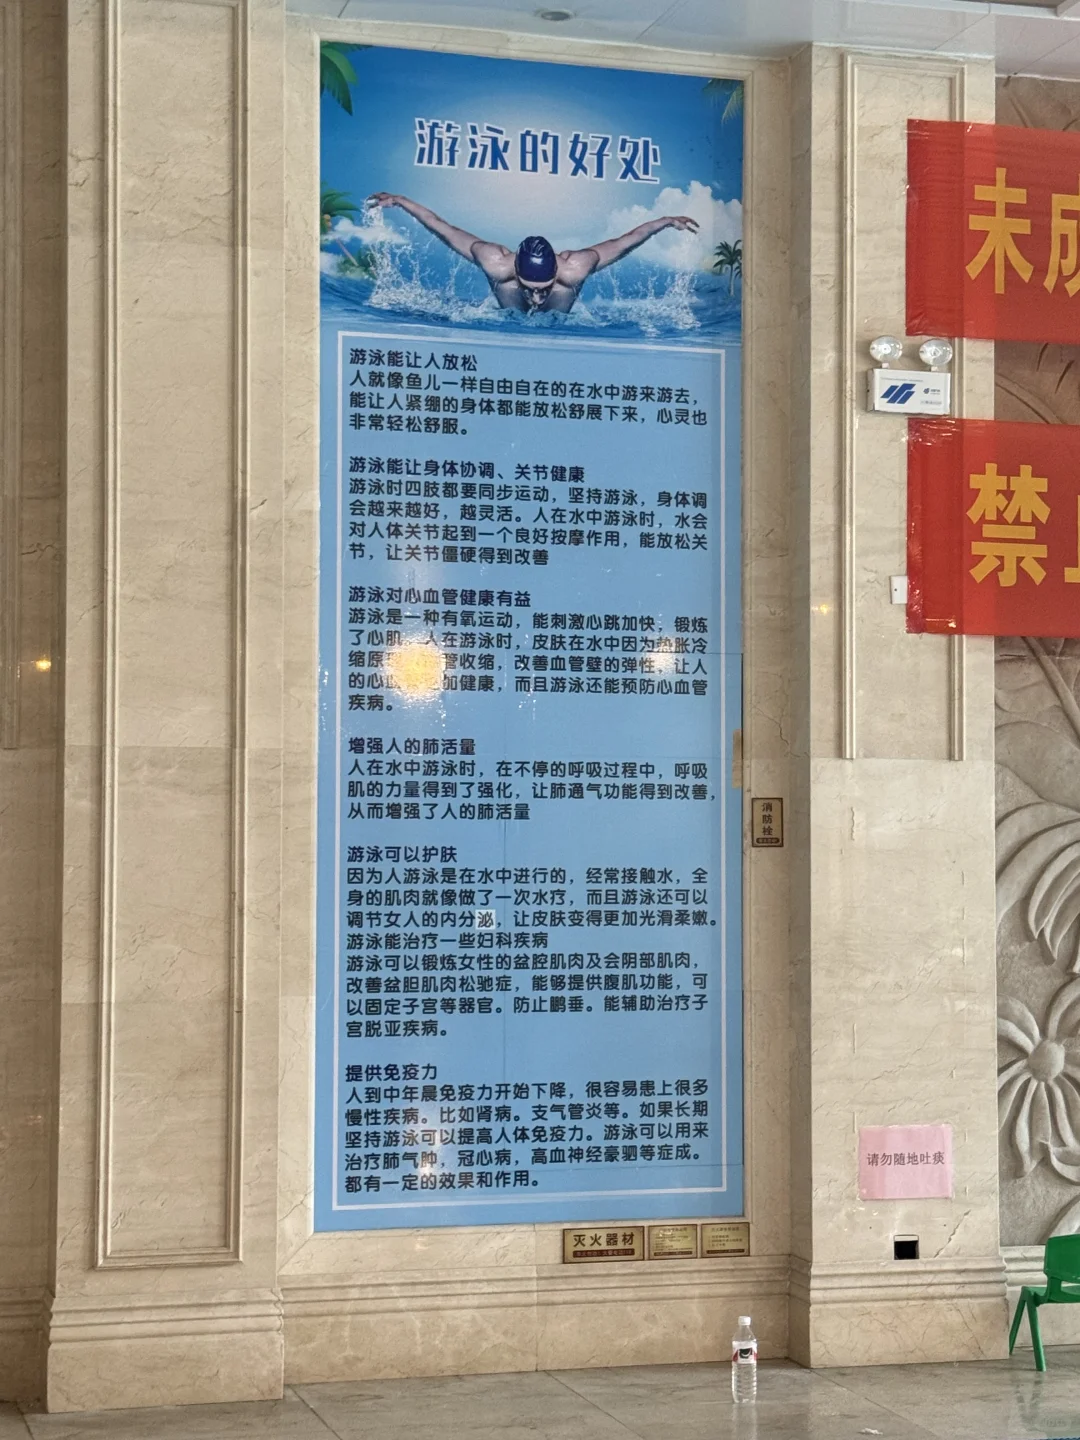 游泳的好处
游泳能让人放松
人就像鱼儿一样自由自在的在水中游来游去，
能让人紧绷的身体都能放松舒展下来，心灵也
非常轻松舒服。
游泳能让身体协调、关节健康
游泳时四肢都要同步运动，坚持游泳，身体调
会越来越好，越灵活。人在水中游泳时，水会
对人体关节起到一个良好按摩作用，能放松关
节，让关节僵硬得到改善
游泳对心血管健康有益
游泳是一种有氧运动，能刺激心跳加快，锻炼
了心肌。人在游泳时，皮肤在水中因为热胀冷
缩原 管收缩，改善血管壁的弹性，让人
的心 加健康，而且游泳还能预防心血管
疾病。
增强人的肺活量
人在水中游泳时，在不停的呼吸过程中，呼吸
肌的力量得到了强化，让肺通气功能得到改善，
从而增强了人的肺活量
游泳可以护肤
因为人游泳是在水中进行的，经常接触水，全
身的肌肉就像做了一次水疗，而且游泳还可以
调节女人的内分泌，让皮肤变得更加光滑柔嫩。
游泳能治疗一些妇科疾病
游泳可以锻炼女性的盆腔肌肉及会阴部肌肉，
改善盆胆肌肉松驰症，能够提供腹肌功能，可
以固定子宫等器官。防止鹏垂。能辅助治疗子
宫脱亚疾病。
提供免疫力
人到中年晨免疫力开始下降，很容易患上很多
慢性疾病。比如肾病。支气管炎等。如果长期
坚持游泳可以提高人体免疫力。游泳可以用来
治疗肺气肿，冠心病，高血神经豪驷等症成。
都有一定的效果和作用。
未成
禁
消防栓
请勿随地吐痰
灭火器材